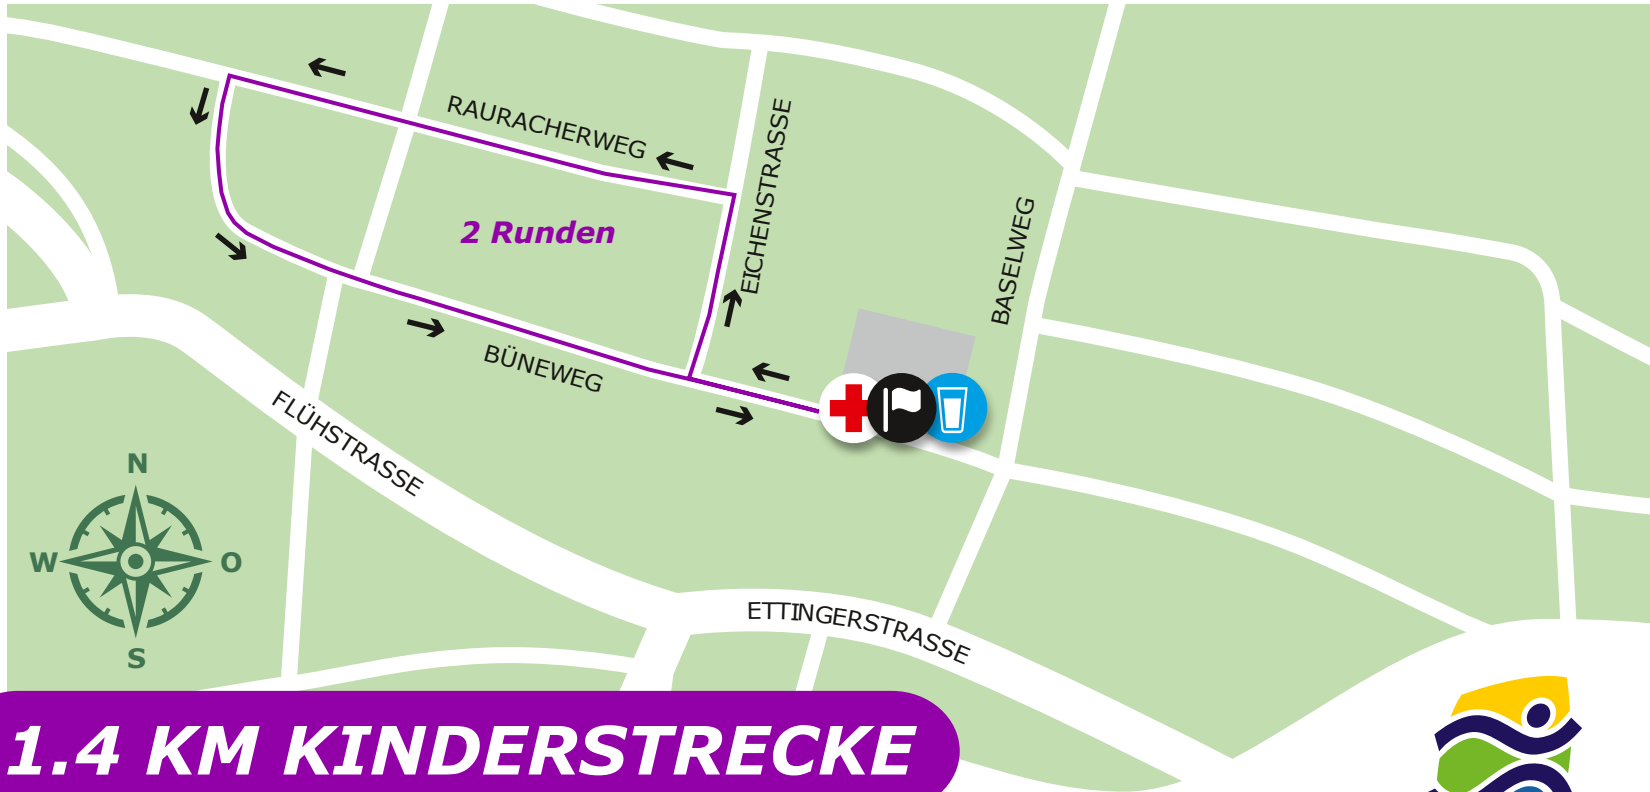 RAURACHERWEG
EICHENSTRASSE
2 Runden
BASELWEG
BÜNEWEG
FLÜHSTRASSE
N
W
O
S
ETTINGERSTRASSE
1.4 KM KINDERSTRECKE